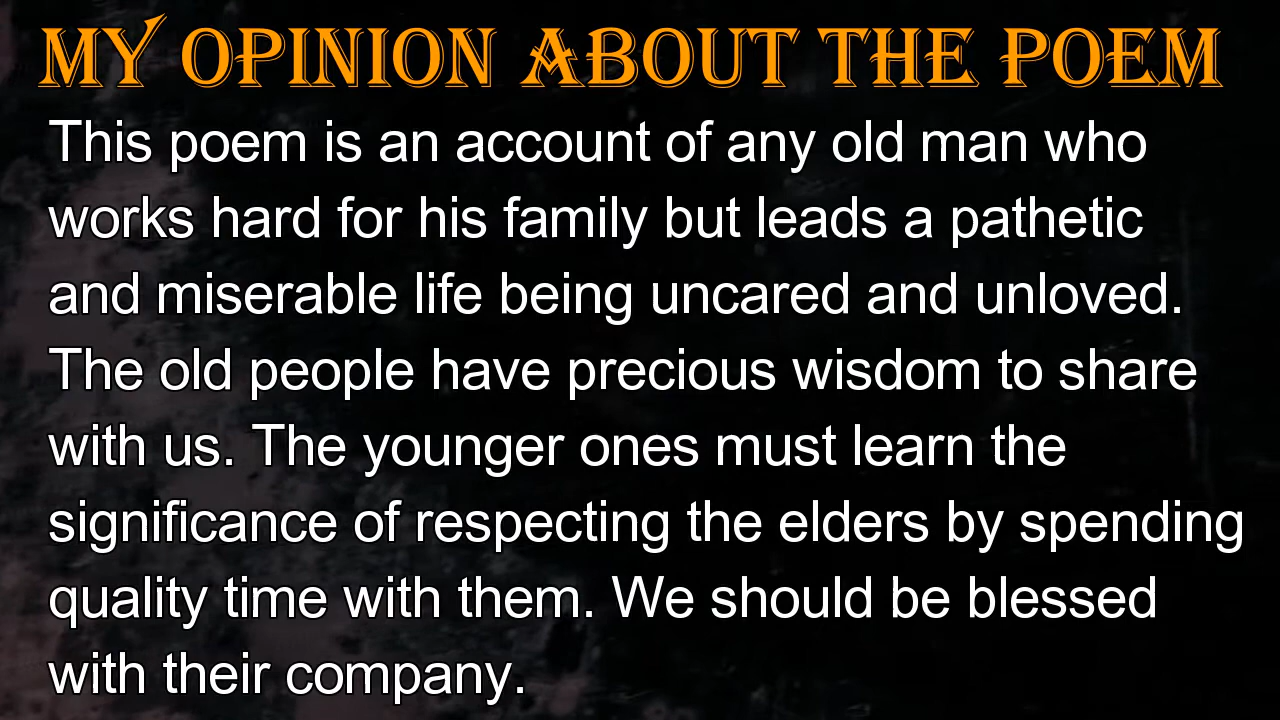 MY OPINION ABOUT THE POEM
This poem is an account of any old man who
works hard for his family but leads a pathetic
and miserable life being uncared and unloved.
The old people have precious wisdom to share
with us. The younger ones must learn the
significance of respecting the elders by spending
quality time with them. We should be blessed
with their company.